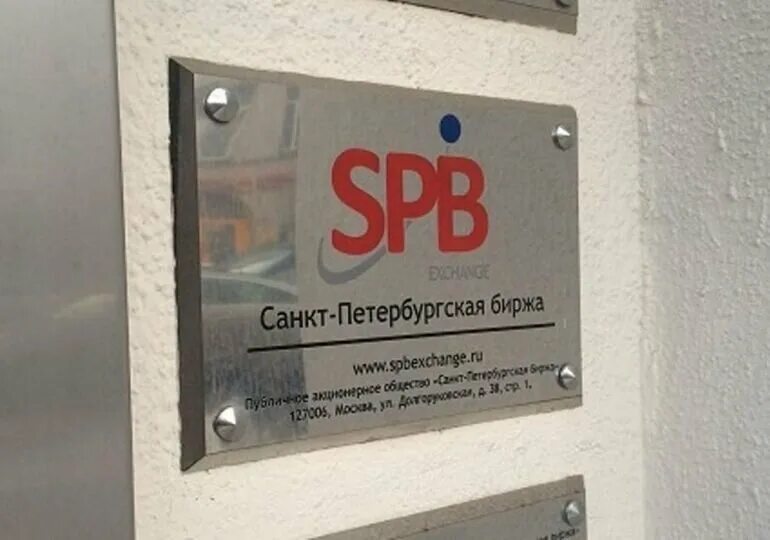 SPB
EXCHANGE
Санкт-Петербургская биржа
www.spbexchange.ru
Публичное акционерное общество «Санкт-Петербургская биржа»
127006, Москва, ул. Долгоруковская, д. 38, стр. 1.
биржа»